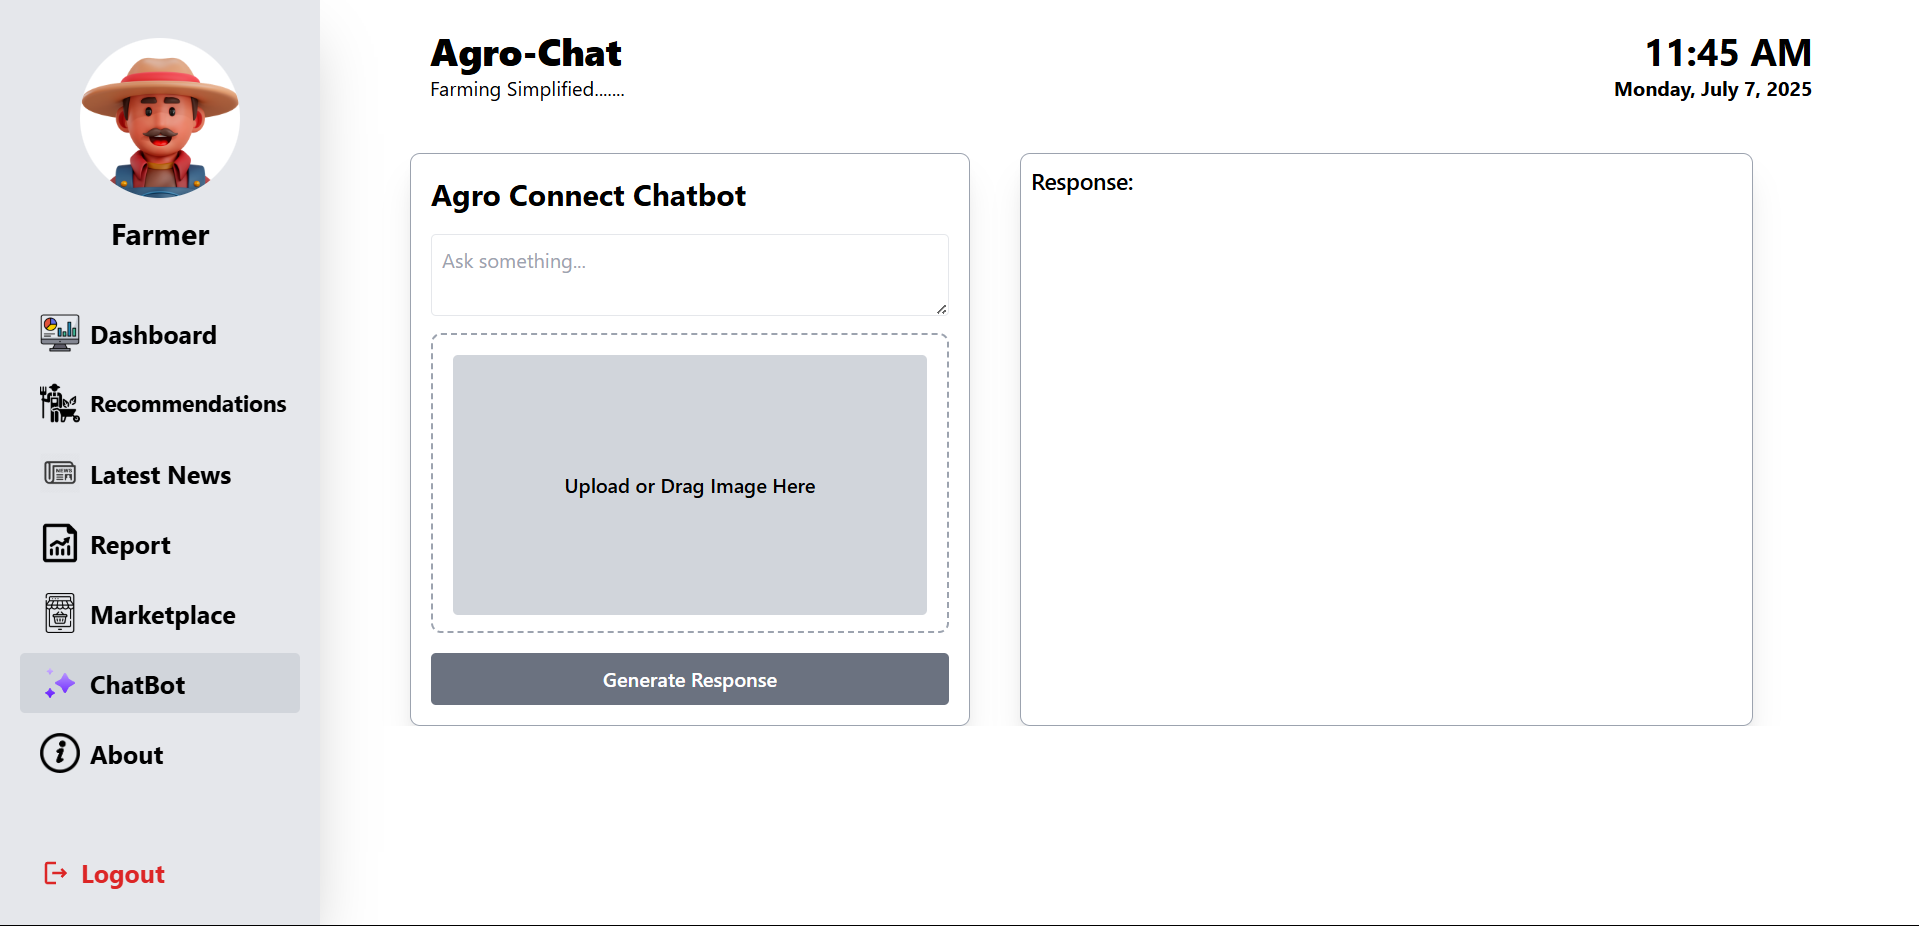 Farmer
Dashboard
Recommendations
Latest News
Report
Marketplace
ChatBot
About
Logout
Agro-Chat
Farming Simplified.......
11:45 AM
Monday, July 7, 2025
Agro Connect Chatbot
Ask something...
Upload or Drag Image Here
Generate Response
Response: